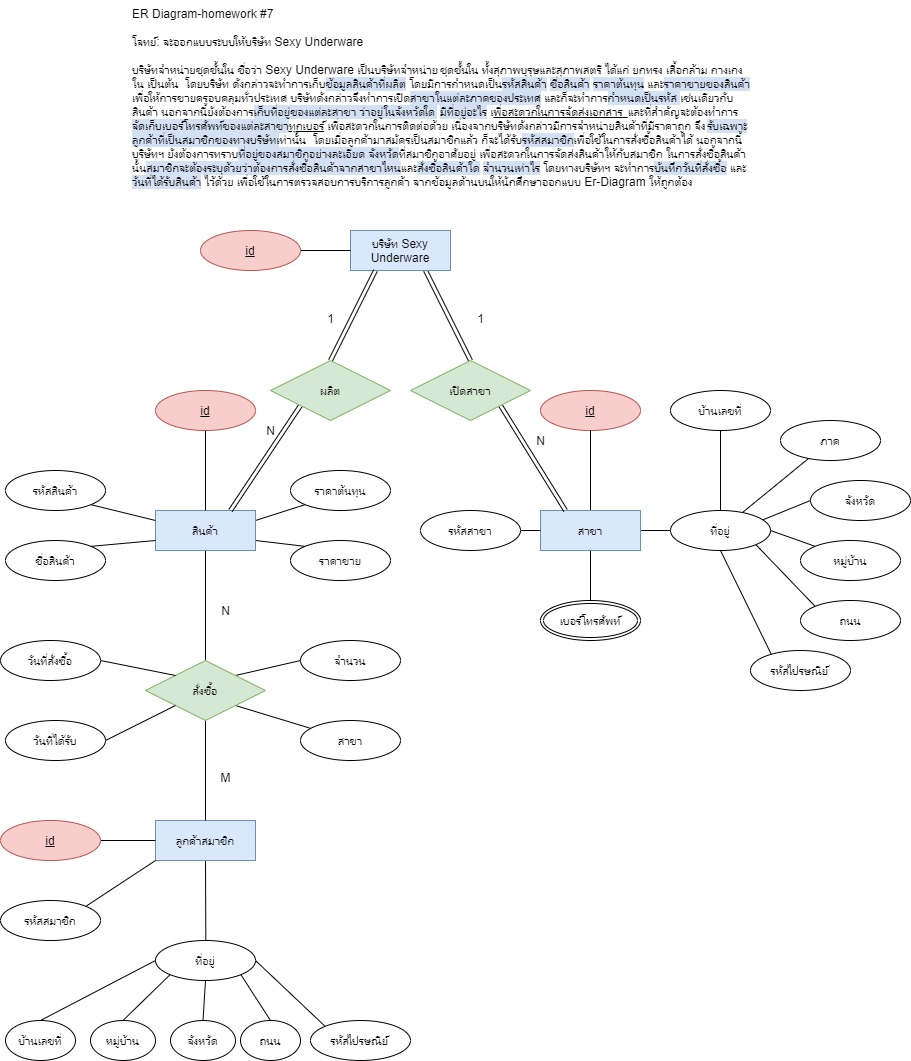 ER Diagram-homework #7
โจทย์: จะออกแบบระบบให้บริษัท Sexy Underware
บริษัทจำหน่ายชุดชั้นใน ชื่อว่า Sexy Underware เป็นบริษัทจำหน่าย ชุดชั้นใน ทั้งสุภาพบุรุษและสุภาพสตรี ได้แก่ ยกทรง เสื้อกล้าม กางเกง
ใน เป็นต้น โดยบริษัท ดังกล่าวจะทำการเก็บข้อมูลสินค้าที่ผลิต โดยมีการกำหนดเป็นรหัสสินค้า ชื่อสินค้า ราคาต้นทุน และราคาขายของสินค้า
เพื่อให้การขายครอบคลุมทั่วประเทศ บริษัทดังกล่าวจึงทำการเปิดสาขาในแต่ละภาคของประเทศ และก็จะทำการกำหนดเป็นรหัส เช่นเดียวกับ
สินค้า นอกจากนี้ยังต้องการเก็บที่อยู่ของแต่ละสาขา ว่าอยู่ในจังหวัดใด มีที่อยู่อะไร เพื่อสะดวกในการจัดส่งเอกสาร และที่สำคัญจะต้องทำการ
จัดเก็บเบอร์โทรศัพท์ของแต่ละสาขาทุกเบอร์ เพื่อสะดวกในการติดต่อด้วย เนื่องจากบริษัทดังกล่าวมีการจำหน่ายสินค้าที่มีราคาถูก จึง รับเฉพาะ
ลูกค้าที่เป็นสมาชิกของทางบริษัทเท่านั้น โดยเมื่อลูกค้ามาสมัครเป็นสมาชิกแล้ว ก็จะได้รับรหัสสมาชิกเพื่อใช้ในการสั่งซื้อสินค้าได้ นอกจากนี้
บริษัทฯ ยังต้องการทราบที่อยู่ของสมาชิกอย่างละเอียด จังหวัดที่สมาชิกอาศัยอยู่ เพื่อสะดวกในการจัดส่งสินค้าให้กับสมาชิก ในการสั่งซื้อสินค้า
นั้นสมาชิกจะต้องระบุด้วยว่าต้องการสั่งซื้อสินค้าจากสาขาไหนและสั่งซื้อสินค้าใด จำนวนเท่าไร โดยทางบริษัทฯ จะทำการบันทึกวันที่สั่งซื้อ และ
วันที่ได้รับสินค้า ไว้ด้วย เพื่อใช้ในการตรวจสอบการบริการลูกค้า จากข้อมูลด้านบนให้นักศึกษาออกแบบ Er-Diagram ให้ถูกต้อง
id
บริษัท Sexy
Underware
1
1
ผลิต
เปิดสาขา
id
N
N
id
บ้านเลขที่
ภาค
รหัสสินค้า
ราคาต้นทุน
จังหวัด
สินค้า
รหัสสาขา
สาขา
ที่อยู่
ชื่อสินค้า
ราคาขาย
หมู่บ้าน
N
เบอร์โทรศัพท์
ถนน
วันที่สั่งซื้อ
จำนวน
รหัสไปรษณีย์
สั่งซื้อ
วันที่ได้รับ
สาขา
M
id
ลูกค้าสมาชิก
รหัสสมาชิก
ที่อยู่
บ้านเลขที่
หมู่บ้าน
จังหวัด
ถนน
รหัสไปรษณีย์